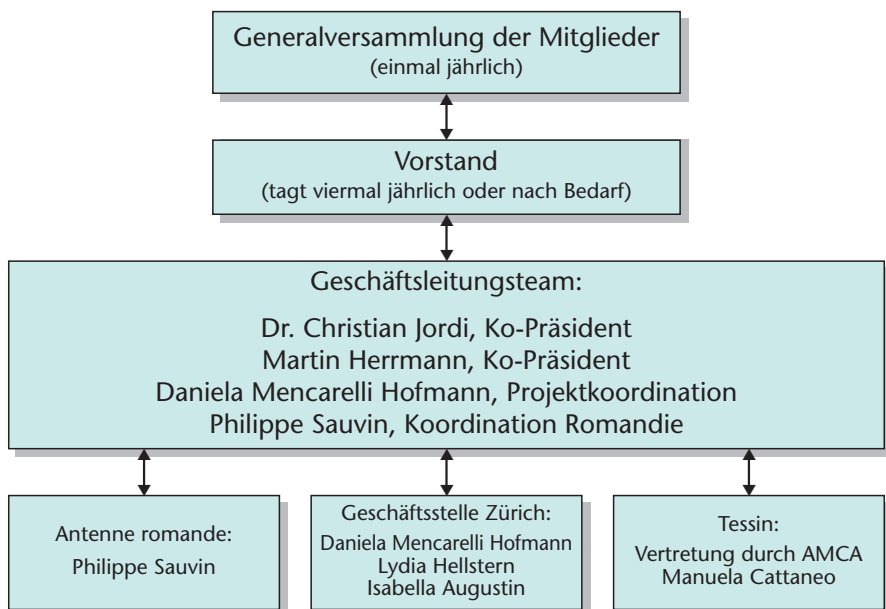 Generalversammlung der Mitglieder
(einmal jährlich)
Vorstand
(tagt viermal jährlich oder nach Bedarf)
Geschäftsleitungsteam:
Dr. Christian Jordi, Ko-Präsident
Martin Herrmann, Ko-Präsident
Daniela Mencarelli Hofmann, Projektkoordination
Philippe Sauvin, Koordination Romandie
Antenne romande:
Philippe Sauvin
Geschäftsstelle Zürich:
Daniela Mencarelli Hofmann
Lydia Hellstern
Isabella Augustin
Tessin:
Vertretung durch AMCA
Manuela Cattaneo